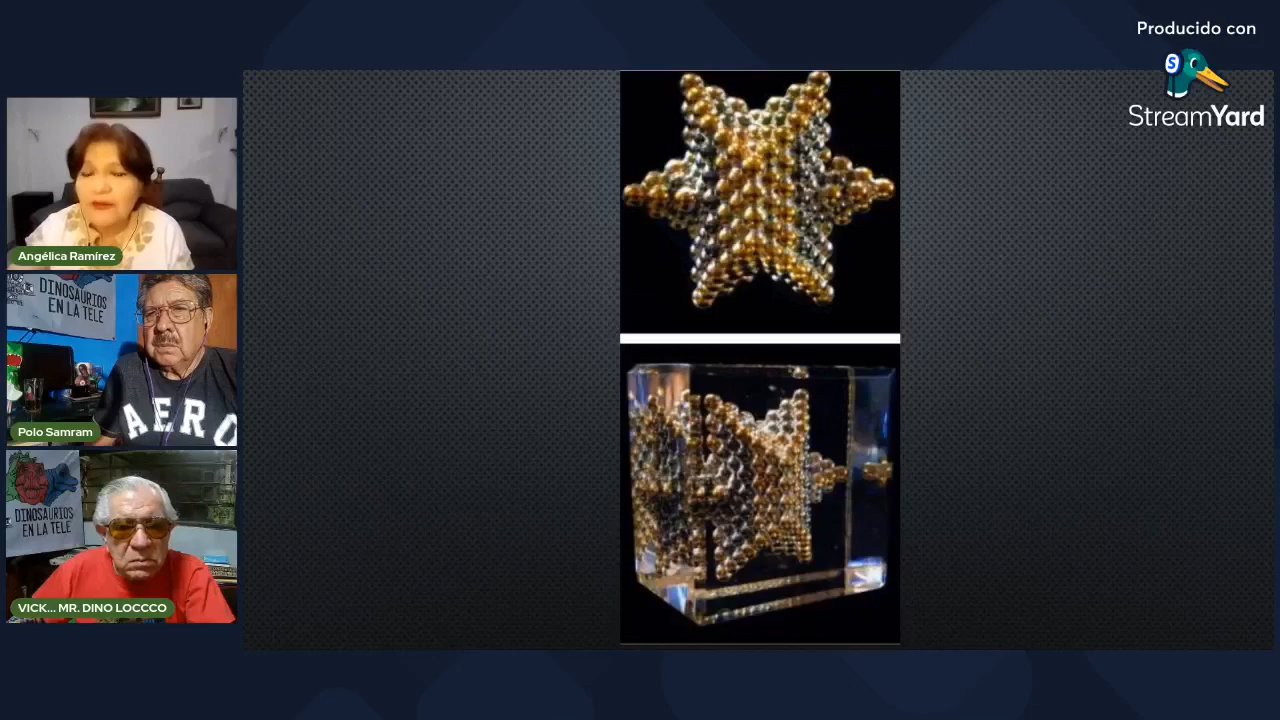 Producido con
StreamYard
Angélica Ramírez
DINOSAURIOS
EN LA TELE
AERO
Polo Samram
DINOSAURIOS
EN LA TELE
VICK... MR. DINO LOCCCO